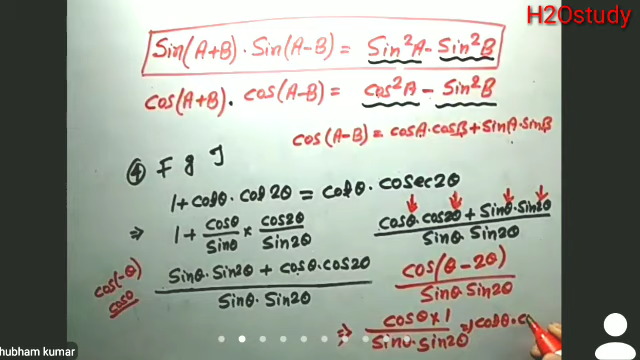 H2Ostudy
Sin(A+B)·Sin(A-B) = Sin²A - Sin²B
cos(A+B)· cos(A-B) = cos²A - Sin²B
cos(A-B) = cosA·cosB + SinA·SinB
④ F & J
1+cotθ·cot2θ = cotθ·cosec2θ
⇒ 1 + cosθ/Sinθ × cos2θ/Sin2θ
cosθ·cos2θ + Sinθ·Sin2θ / Sinθ·Sin2θ
cos(-θ)
cosθ
Sinθ·Sin2θ + cosθ·cos2θ / Sinθ·Sin2θ
cos(θ-2θ) / Sinθ Sin2θ
⇒ cosθ×1 / Sinθ·Sin2θ ⇒ cotθ·c
hubham kumar